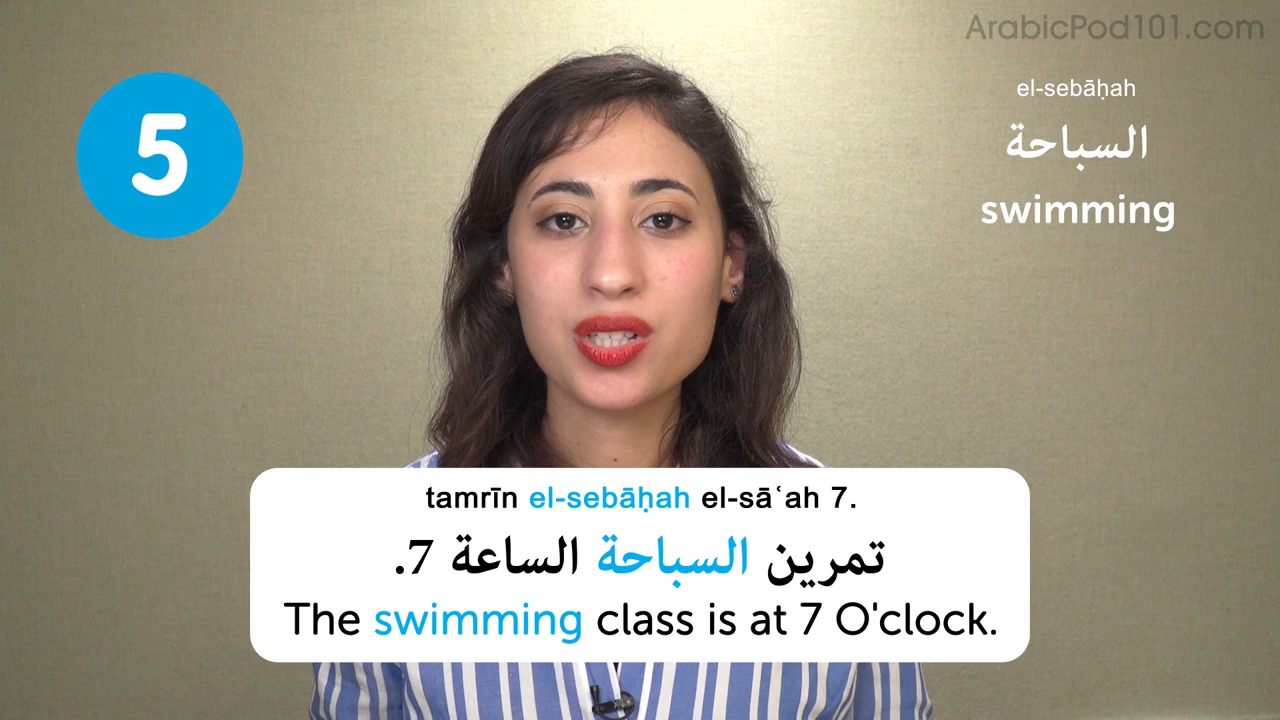 ArabicPod101.com
5
el-sebāḥah
السباحة
swimming
tamrīn el-sebāḥah el-sāʿah 7.
تمرين السباحة الساعة 7.
The swimming class is at 7 O'clock.